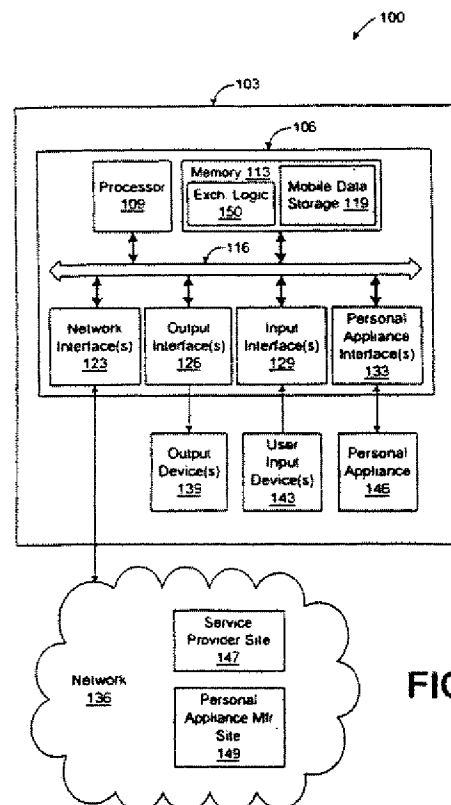 100
103
106
Processor
109
Memory 113
Exch. Logic
150
Mobile Data
Storage 119
116
Network
Interface(s)
123
Output
Interface(s)
126
Input
Interface(s)
129
Personal
Appliance
Interface(s)
133
Output
Device(s)
139
User
Input
Device(s)
143
Personal
Appliance
146
Network
136
Service
Provider Site
147
Personal
Appliance Mfr
Site
149
FIG